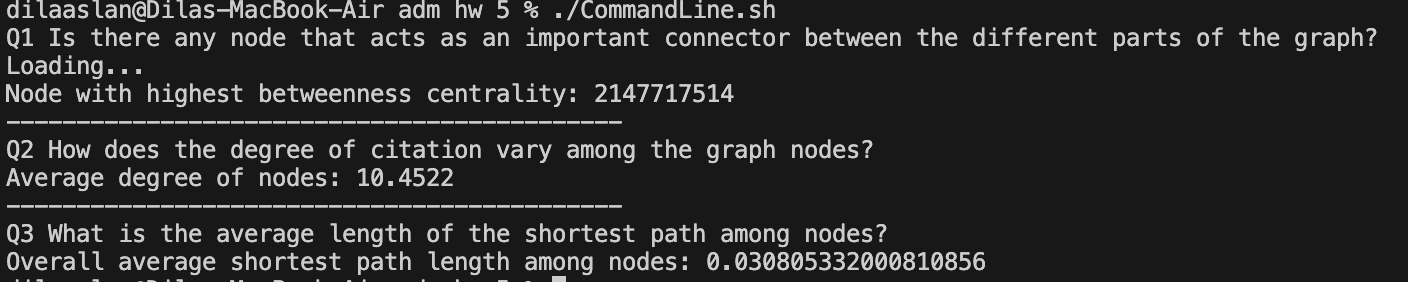 dilaaslan@Dilas-MacBook-Air adm hw 5 % ./CommandLine.sh
Q1 Is there any node that acts as an important connector between the different parts of the graph?
Loading...
Node with highest betweenness centrality: 2147717514
--------------------------------------------
Q2 How does the degree of citation vary among the graph nodes?
Average degree of nodes: 10.4522
--------------------------------------------
Q3 What is the average length of the shortest path among nodes?
Overall average shortest path length among nodes: 0.030805332000810856